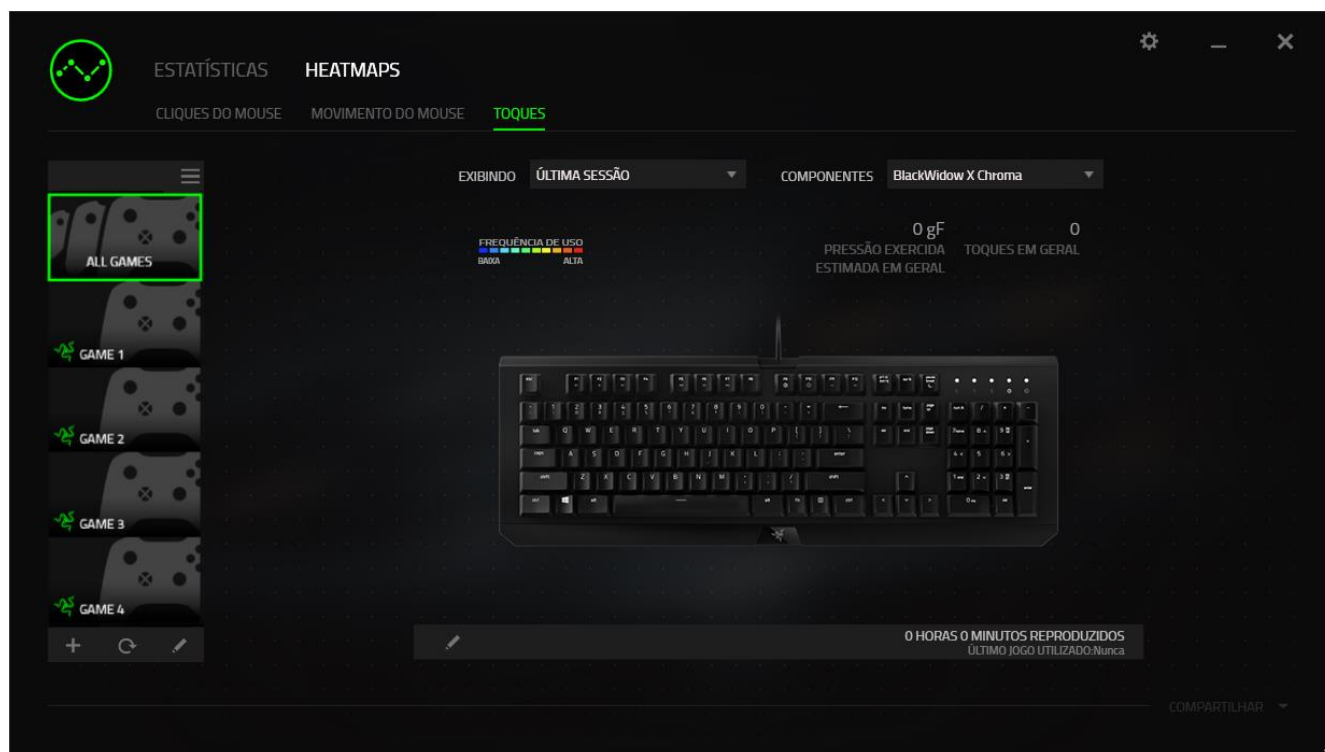 ESTATÍSTICAS HEATMAPS
CLIQUES DO MOUSE MOVIMENTO DO MOUSE TOQUES
EXIBINDO ÚLTIMA SESSÃO COMPONENTES BlackWidow X Chroma
ALL GAMES
GAME 1
GAME 2
GAME 3
GAME 4
FREQUÊNCIA DE USO
BAIXA ALTA
0 gF 0
PRESSÃO EXERCIDA TOQUES EM GERAL
ESTIMADA EM GERAL
Q W E R T Y U I O P
A S D F G H J K L
Z X C V B N M
0 HORAS 0 MINUTOS REPRODUZIDOS
ÚLTIMO JOGO UTILIZADO:Nunca
COMPARTILHAR